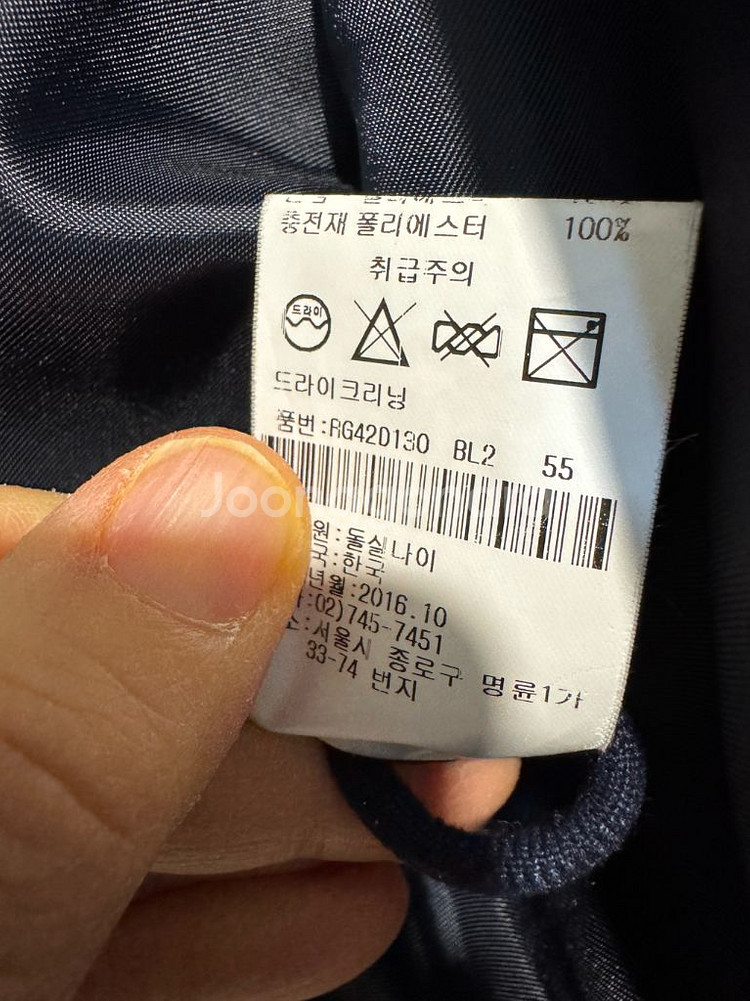 충전재 폴리에스터 100%
취급주의
드라이
드라이크리닝
품번:RG42D130 BL2 55
원:둘실나이
국:한국
년월:2016.10
:02)745-7451
:서울시 종로구 명륜1가
33-74 번지